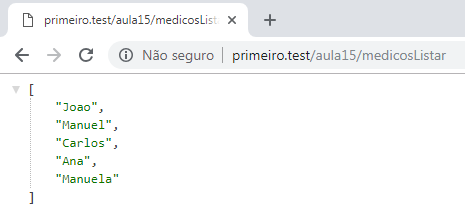 primeiro.test/aula15/medicosList
Não seguro | primeiro.test/aula15/medicosListar
[
"Joao",
"Manuel",
"Carlos",
"Ana",
"Manuela"
]